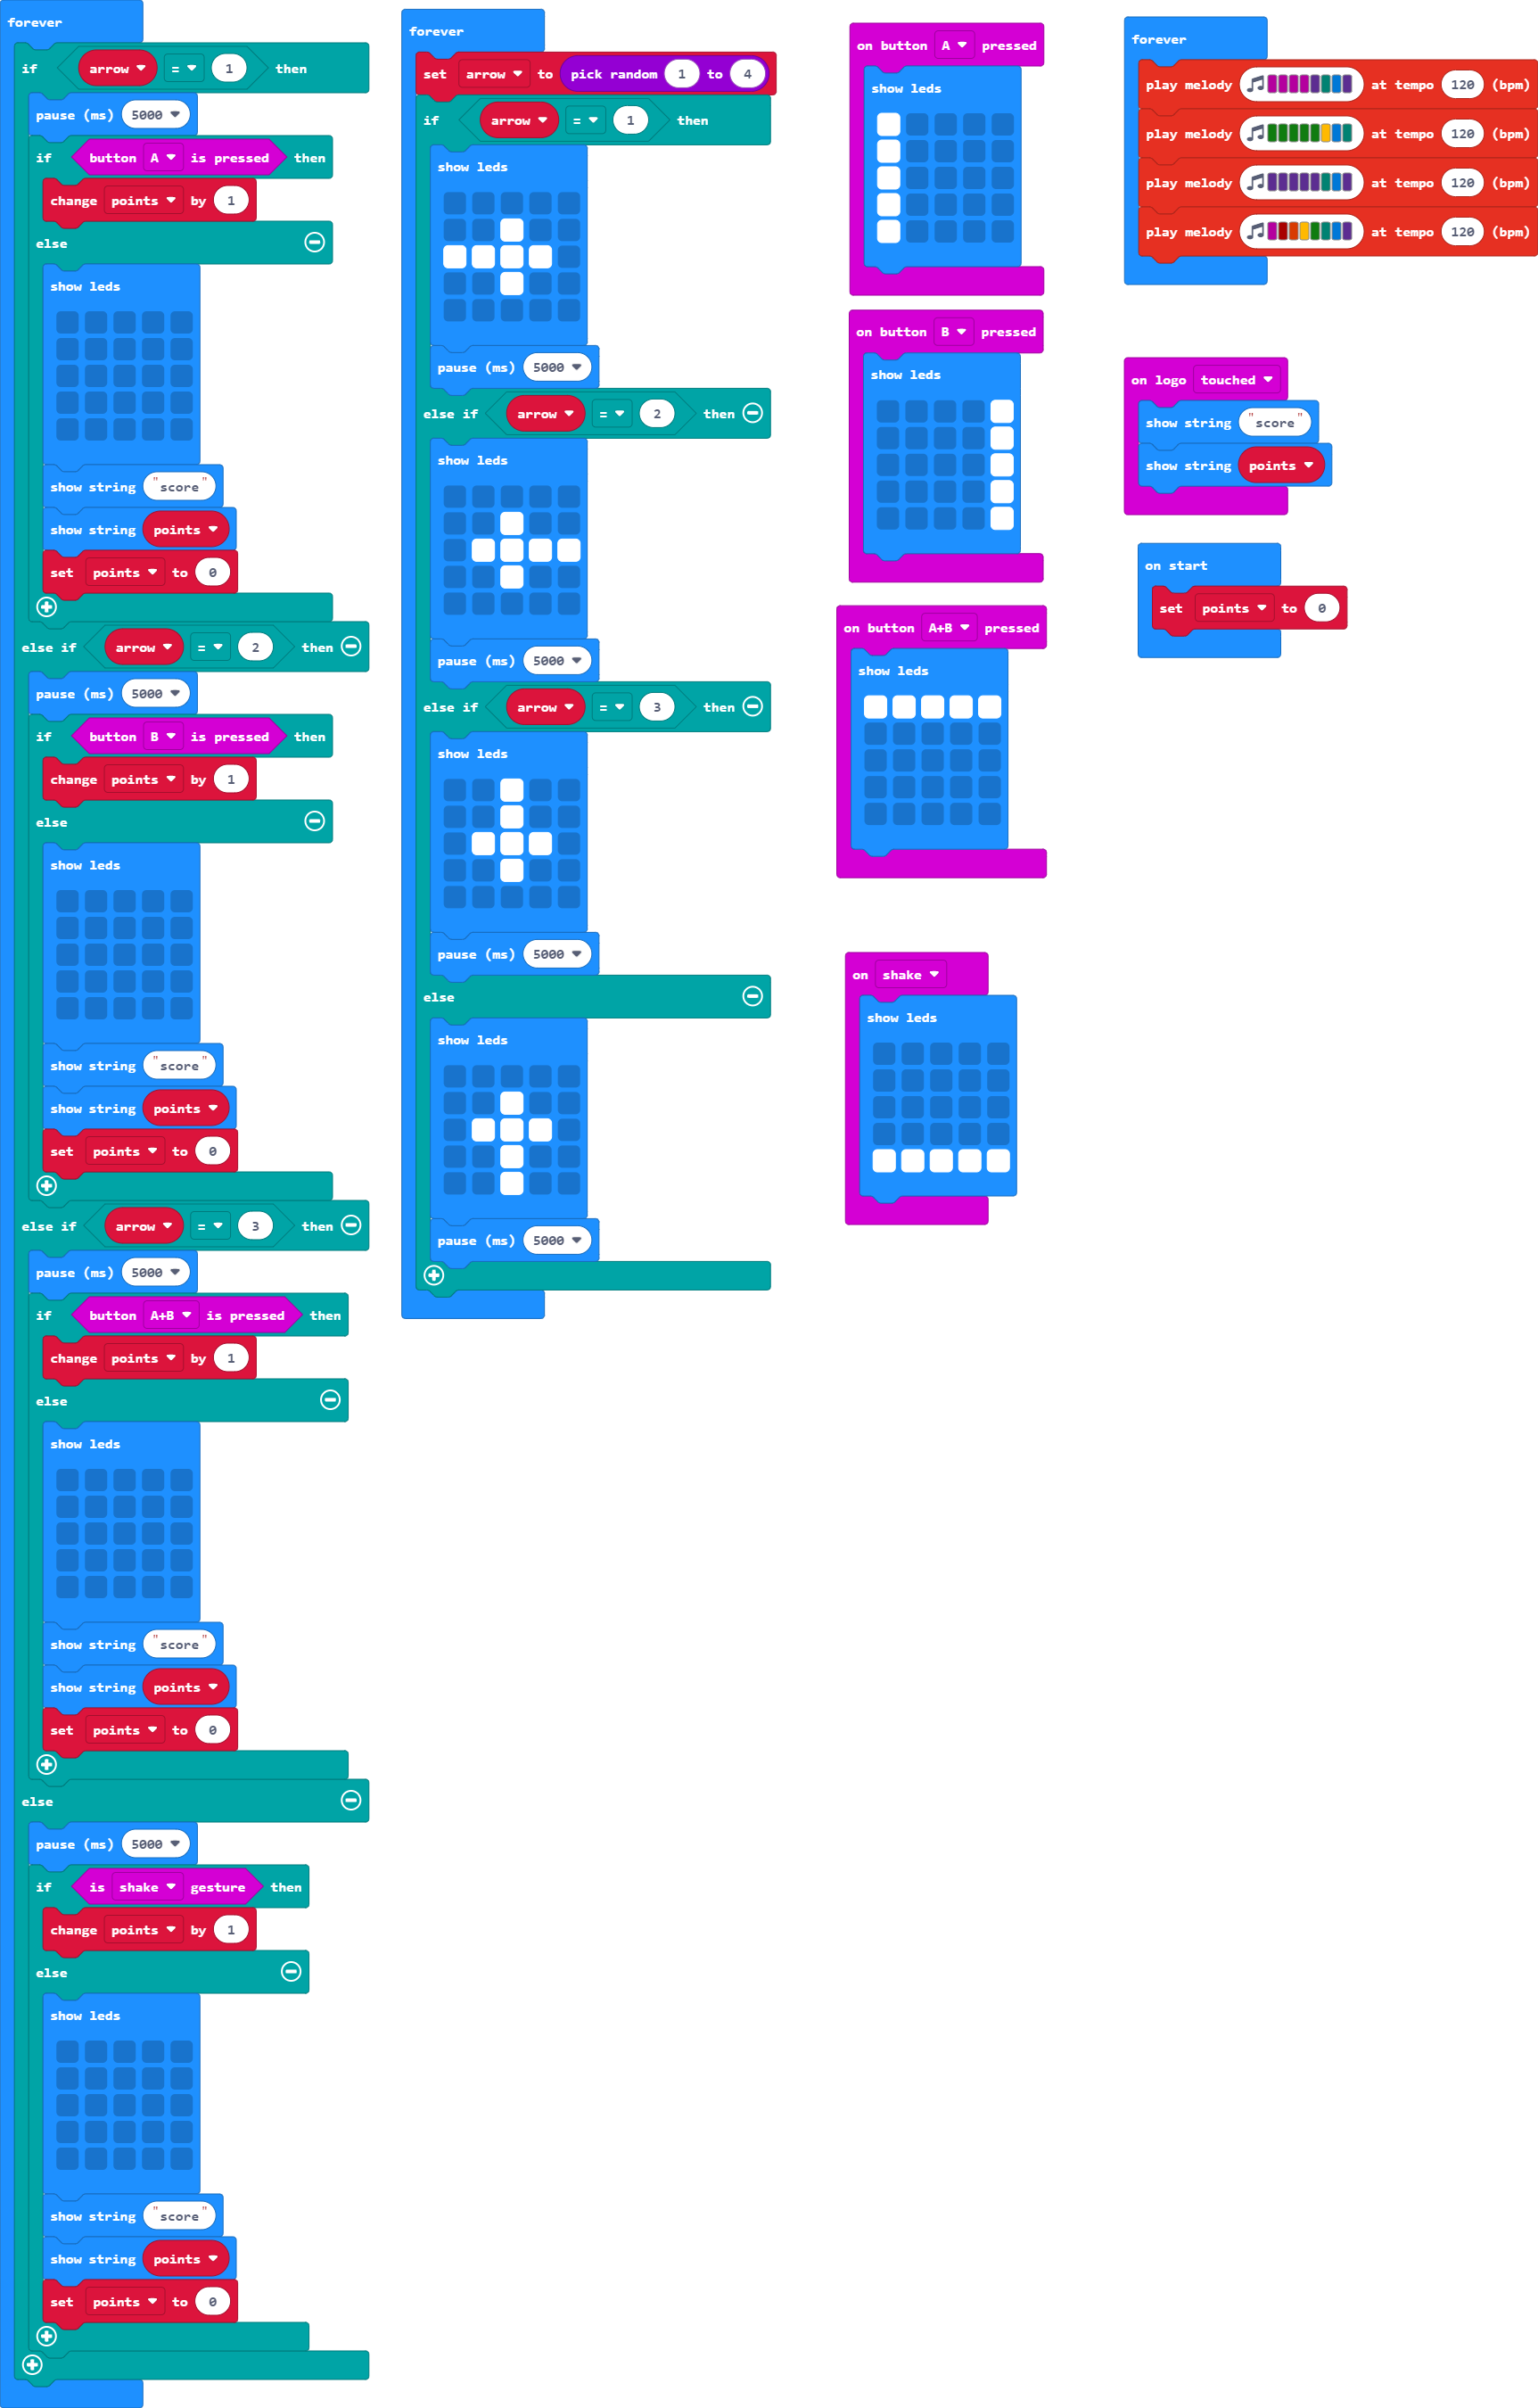 forever
if arrow = 1 then
pause (ms) 5000
if button A is pressed then
change points by 1
else
show leds
show string "score"
show string points
set points to 0
else if arrow = 2 then
pause (ms) 5000
if button B is pressed then
change points by 1
else
show leds
show string "score"
show string points
set points to 0
else if arrow = 3 then
pause (ms) 5000
if button A+B is pressed then
change points by 1
else
show leds
show string "score"
show string points
set points to 0
else
pause (ms) 5000
if is shake gesture then
change points by 1
else
show leds
show string "score"
show string points
set points to 0
forever
set arrow to pick random 1 to 4
if arrow = 1 then
show leds
pause (ms) 5000
else if arrow = 2 then
show leds
pause (ms) 5000
else if arrow = 3 then
show leds
pause (ms) 5000
else
show leds
pause (ms) 5000
on button A pressed
show leds
on button B pressed
show leds
on button A+B pressed
show leds
on shake
show leds
forever
play melody at tempo 120 (bpm)
play melody at tempo 120 (bpm)
play melody at tempo 120 (bpm)
play melody at tempo 120 (bpm)
on logo touched
show string "score"
show string points
on start
set points to 0